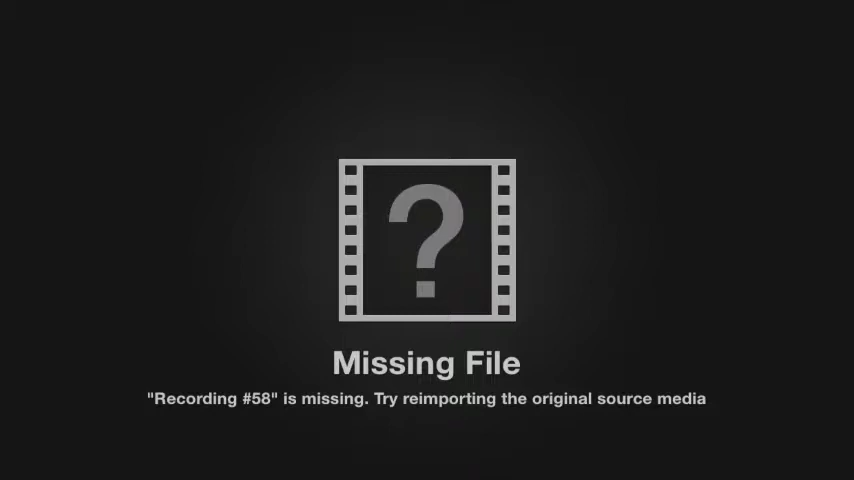 ?
Missing File
"Recording #58" is missing. Try reimporting the original source media